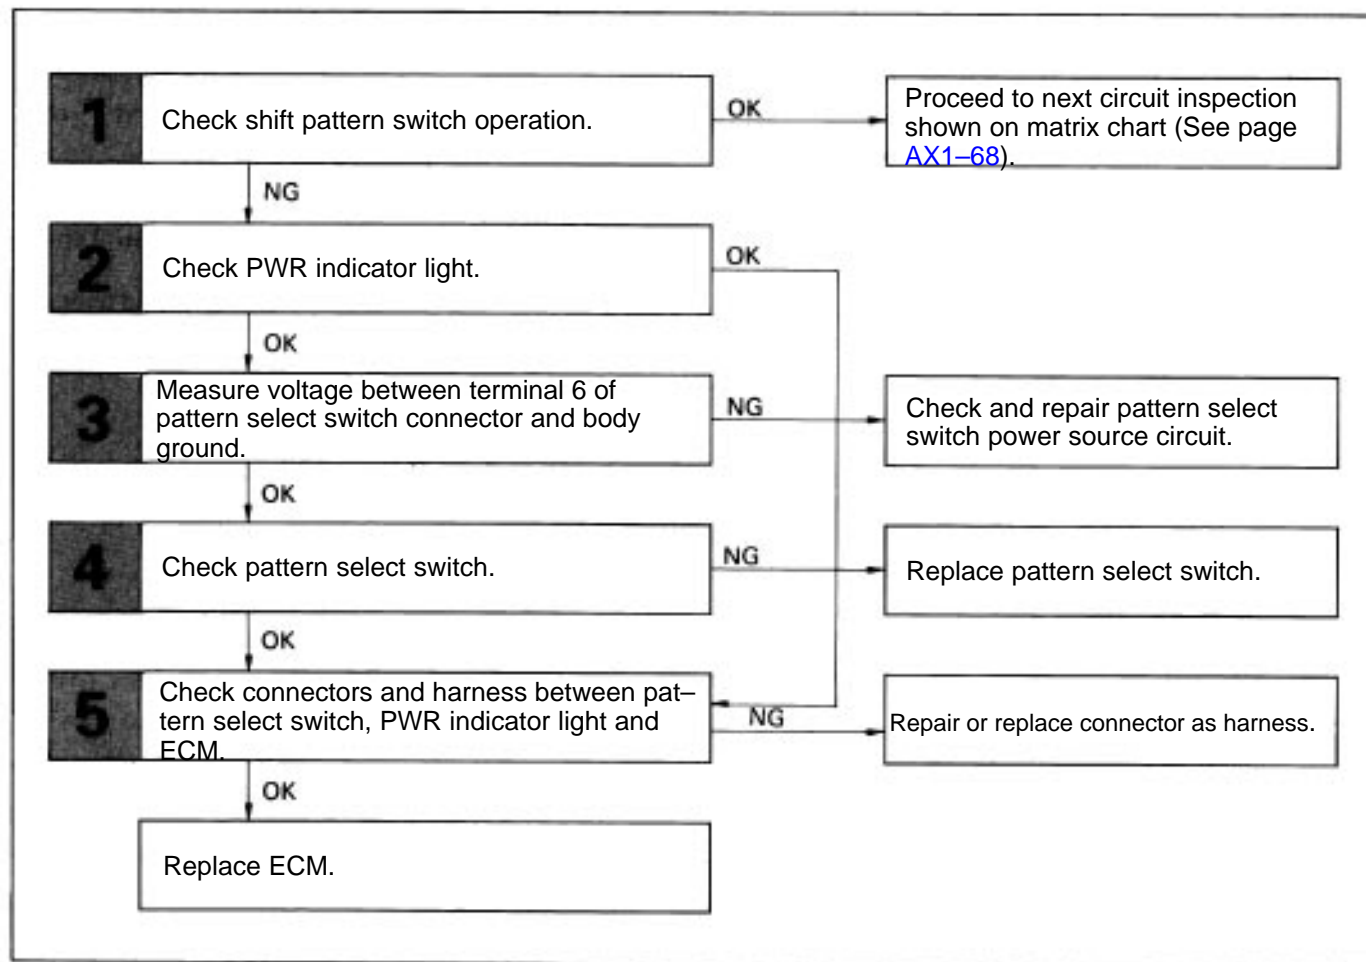 1
Check shift pattern switch operation.
OK
Proceed to next circuit inspection
shown on matrix chart (See page
AX1–68).
NG
2
Check PWR indicator light.
OK
OK
3
Measure voltage between terminal 6 of
pattern select switch connector and body
ground.
NG
Check and repair pattern select
switch power source circuit.
OK
4
Check pattern select switch.
NG
Replace pattern select switch.
OK
5
Check connectors and harness between pat–
tern select switch, PWR indicator light and
ECM.
NG
Repair or replace connector as harness.
OK
Replace ECM.